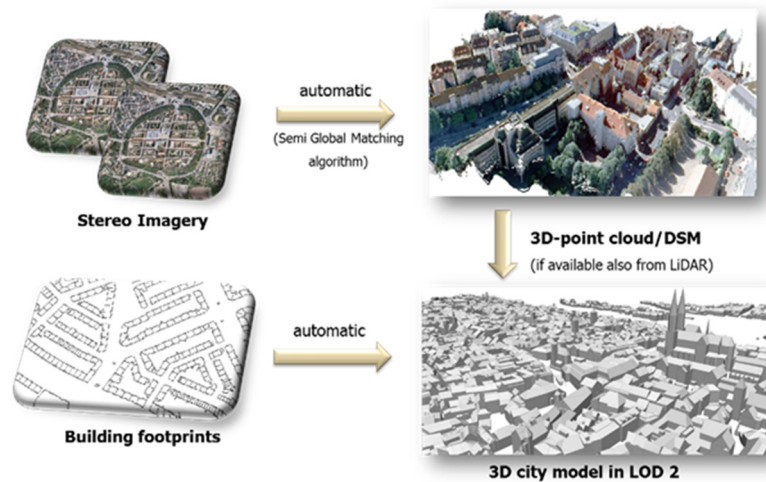 automatic
(Semi Global Matching
algorithm)
Stereo Imagery
3D-point cloud/DSM
(if available also from LiDAR)
automatic
Building footprints
3D city model in LOD 2